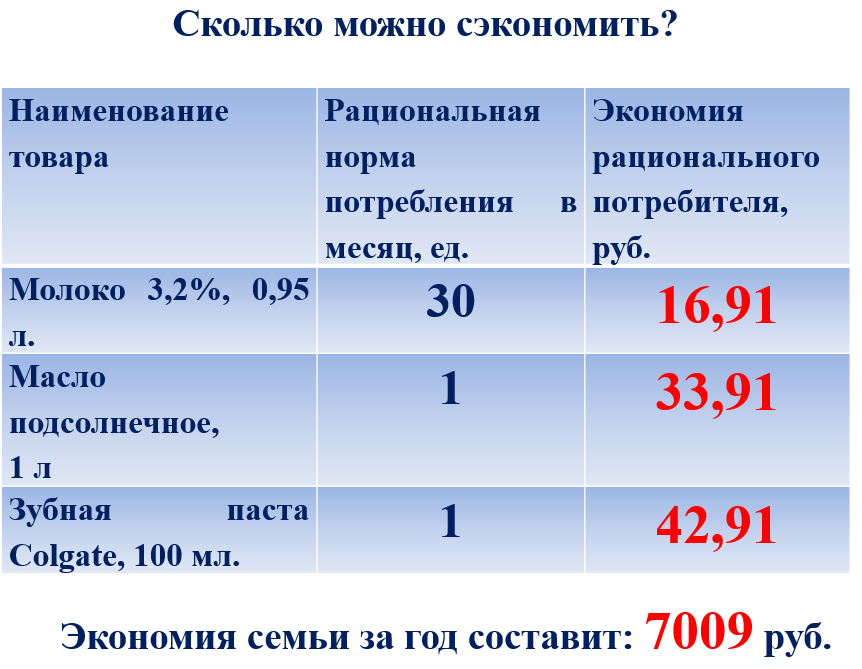 Сколько можно сэкономить?
Наименование
товара
Рациональная
норма
потребления в
месяц, ед.
Экономия
рационального
потребителя,
руб.
Молоко 3,2%, 0,95
л.
30
16,91
Масло
подсолнечное,
1 л
1
33,91
Зубная паста
Colgate, 100 мл.
1
42,91
Экономия семьи за год составит: 7009 руб.